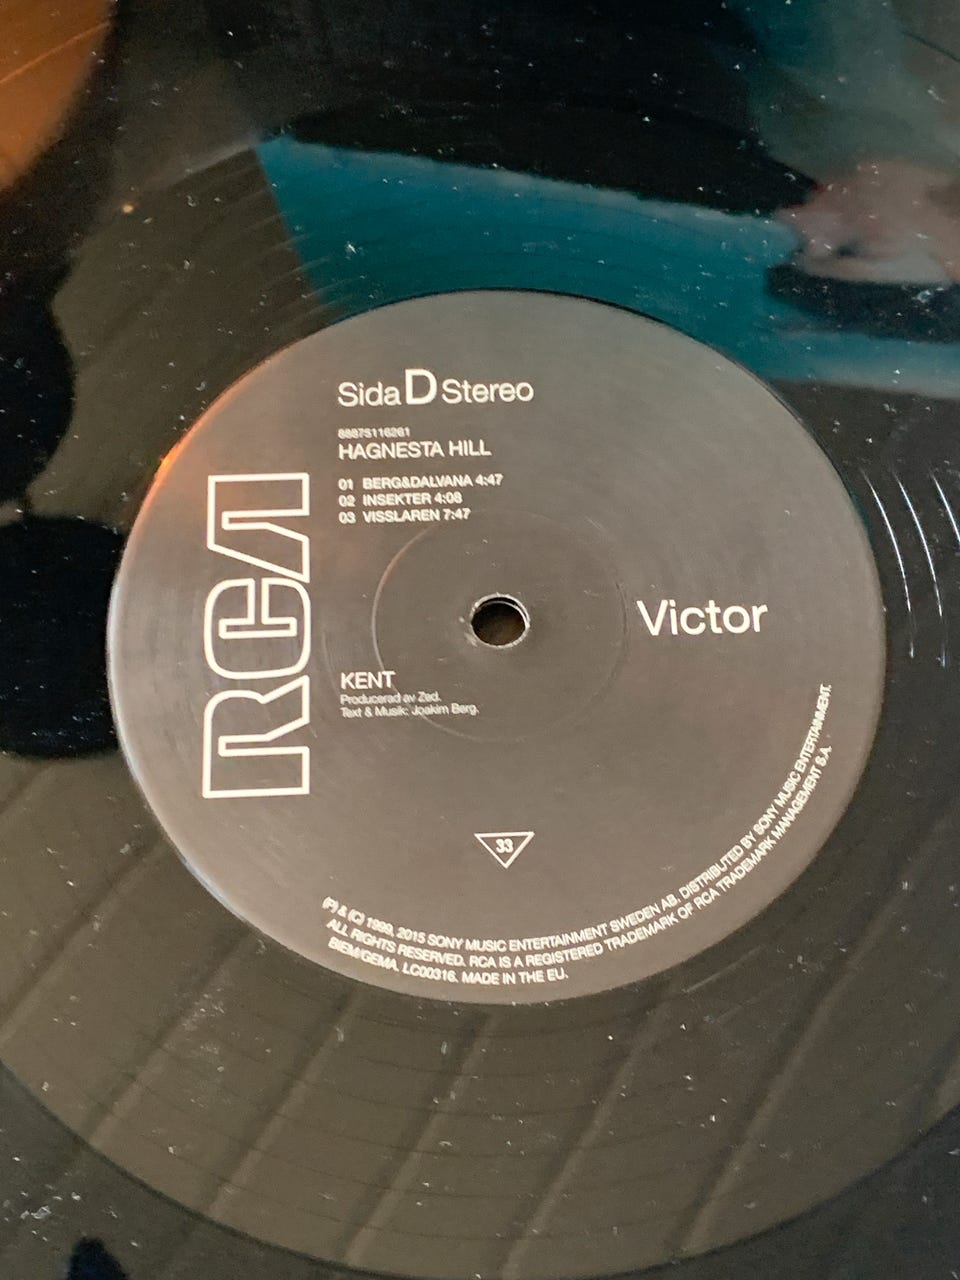 Sida D Stereo
88875116261
HAGNESTA HILL
01 BERG&DALVANA 4:47
02 INSEKTER 4:08
03 VISSLAREN 7:47
RCA
Victor
KENT
Producerad av Zed.
Text & Musik: Joakim Berg.
33
(P) & (C) 1999, 2015 SONY MUSIC ENTERTAINMENT SWEDEN AB. DISTRIBUTED BY SONY MUSIC ENTERTAINMENT.
ALL RIGHTS RESERVED. RCA IS A REGISTERED TRADEMARK OF RCA TRADEMARK MANAGEMENT S.A.
BIEM/GEMA. LC00316. MADE IN THE EU.